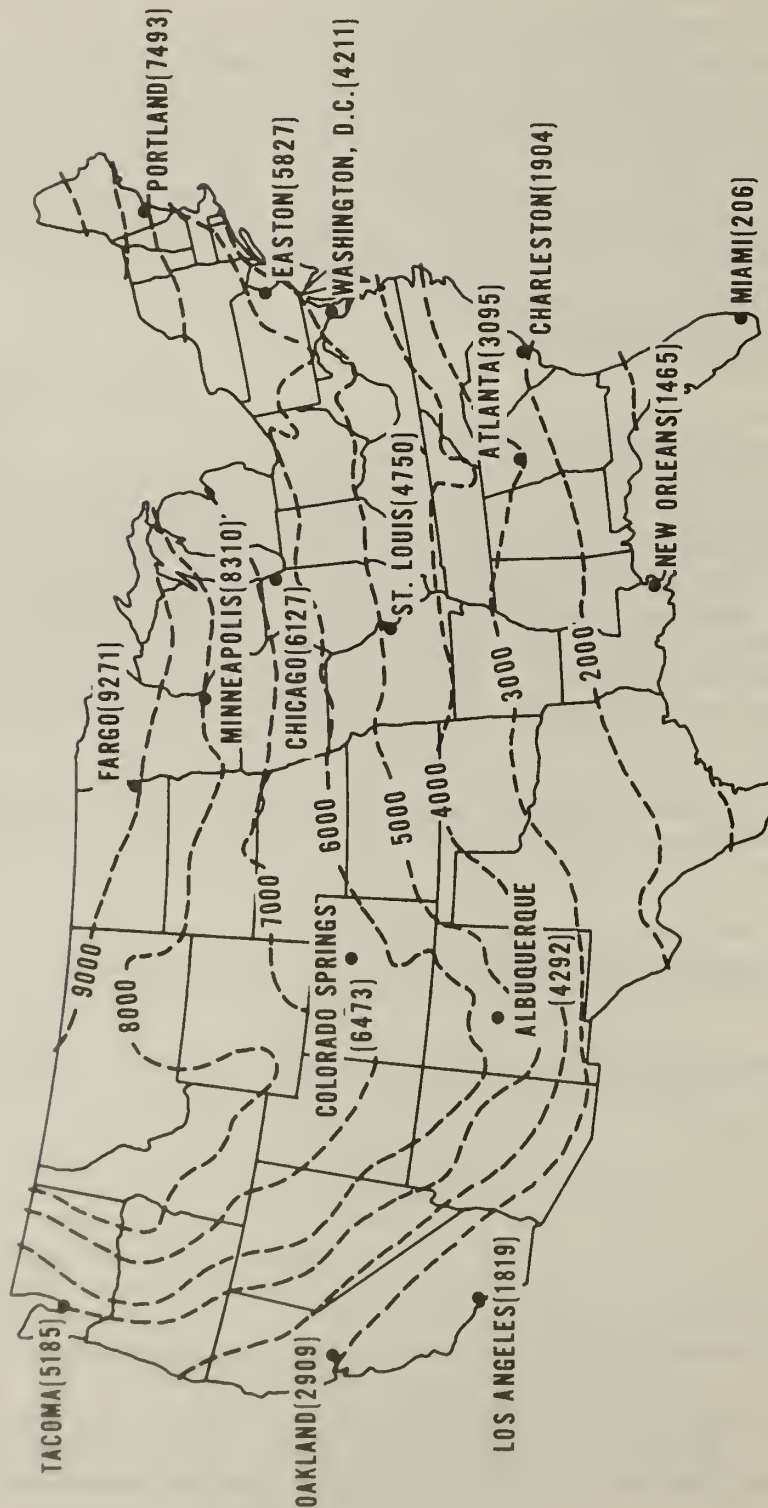 TACOMA(5185)
OAKLAND(2909)
LOS ANGELES(1819)
9000
8000
7000
COLORADO SPRINGS
(6473)
ALBUQUERQUE
(4292)
6000
5000
4000
3000
2000
FARGO(9271)
MINNEAPOLIS(8310)
CHICAGO(6127)
ST. LOUIS(4750)
NEW ORLEANS(1465)
ATLANTA(3095)
CHARLESTON(1904)
MIAMI(206)
PORTLAND(7493)
EASTON(5827)
WASHINGTON, D.C.(4211)